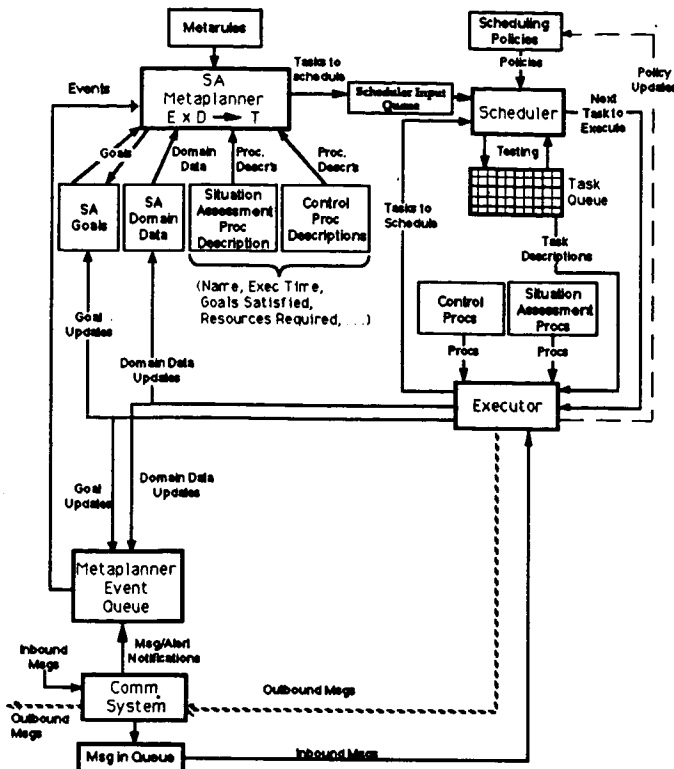 Metarules
Scheduling
Policies
Events
SA
Metaplanner
E x D → T
Tasks to
schedule
Scheduler Input
Queue
Policies
Policy
Updates
Scheduler
Next
Task to
Execute
Goals
Domain
Data
Proc.
Descr's
Proc.
Descr's
Testing
Task
Queue
SA
Goals
SA
Domain
Data
Situation
Assessment
Proc
Description
Control
Proc
Descriptions
Tasks to
Schedule
Task
Descriptions
(Name, Exec Time,
Goals Satisfied,
Resources Required, ...)
Control
Procs
Situation
Assessment
Procs
Goal
Updates
Domain Data
Updates
Procs
Procs
Executor
Goal
Updates
Domain Data
Updates
Metaplanner
Event
Queue
Msg/Alert
Notifications
Inbound
Msgs
Comm.
System
Outbound Msgs
Outbound
Msgs
Msg in Queue
Inbound Msgs